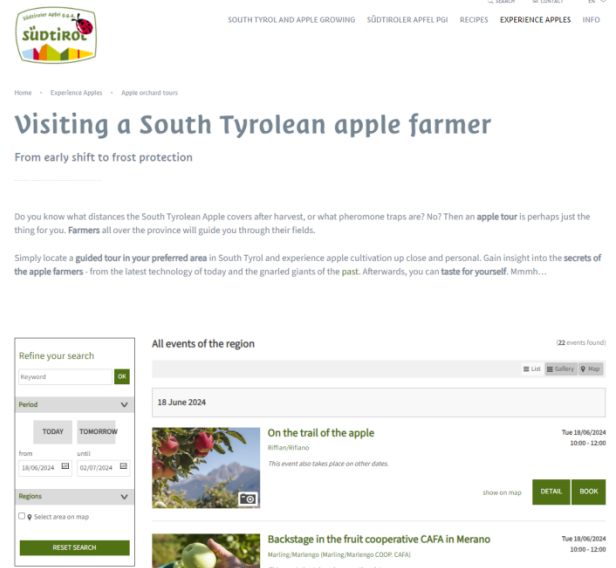 SEARCH CONTACT EN
Südtiroler Apfel g.g.A.
SÜDTIROL
SOUTH TYROL AND APPLE GROWING SÜDTIROLER APFEL PGI RECIPES EXPERIENCE APPLES INFO
Home - Experience Apples - Apple orchard tours
Visiting a South Tyrolean apple farmer
From early shift to frost protection
Do you know what distances the South Tyrolean Apple covers after harvest, or what pheromone traps are? No? Then an apple tour is perhaps just the
thing for you. Farmers all over the province will guide you through their fields.
Simply locate a guided tour in your preferred area in South Tyrol and experience apple cultivation up close and personal. Gain insight into the secrets of
the apple farmers - from the latest technology of today and the gnarled giants of the past. Afterwards, you can taste for yourself. Mmmh...
Refine your search
Keyword OK
Period
TODAY TOMORROW
from until
18/06/2024 02/07/2024
Regions
Select area on map
RESET SEARCH
All events of the region (22 events found)
List Gallery Map
18 June 2024
On the trail of the apple Tue 18/06/2024
Riffian/Rifiano 10:00 - 12:00
This event also takes place on other dates.
show on map DETAIL BOOK
Backstage in the fruit cooperative CAFA in Merano Tue 18/06/2024
Marling/Marlengo (Marling/Marlengo COOP. CAFA) 10:00 - 12:00